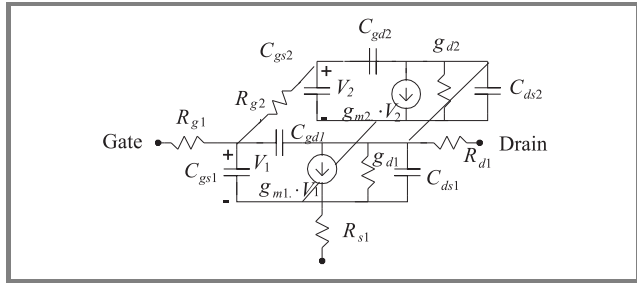 C_gd2
C_gs2
g_d2
+
V_2
R_g2
C_ds2
g_m2.·V_2
-
R_g1
C_gd1
Gate
Drain
+
V_1
R_d1
g_d1
C_gs1
C_ds1
g_m1.·V_1
-
R_s1